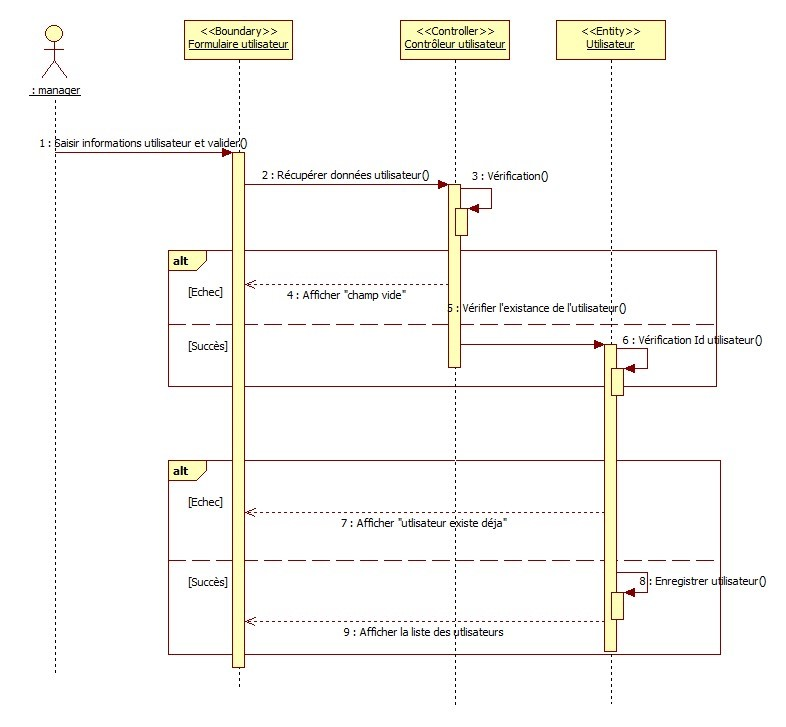 <<Boundary>>
Formulaire utilisateur
<<Controller>>
Contrôleur utilisateur
<<Entity>>
Utilisateur
: manager
1 : Saisir informations utilisateur et valider()
2 : Récupérer données utilisateur()
3 : Vérification()
alt
[Echec]
4 : Afficher "champ vide"
5 : Vérifier l'existance de l'utilisateur()
[Succès]
6 : Vérification Id utilisateur()
alt
[Echec]
7 : Afficher "utlisateur existe déja"
[Succès]
8 : Enregistrer utilisateur()
9 : Afficher la liste des utlisateurs